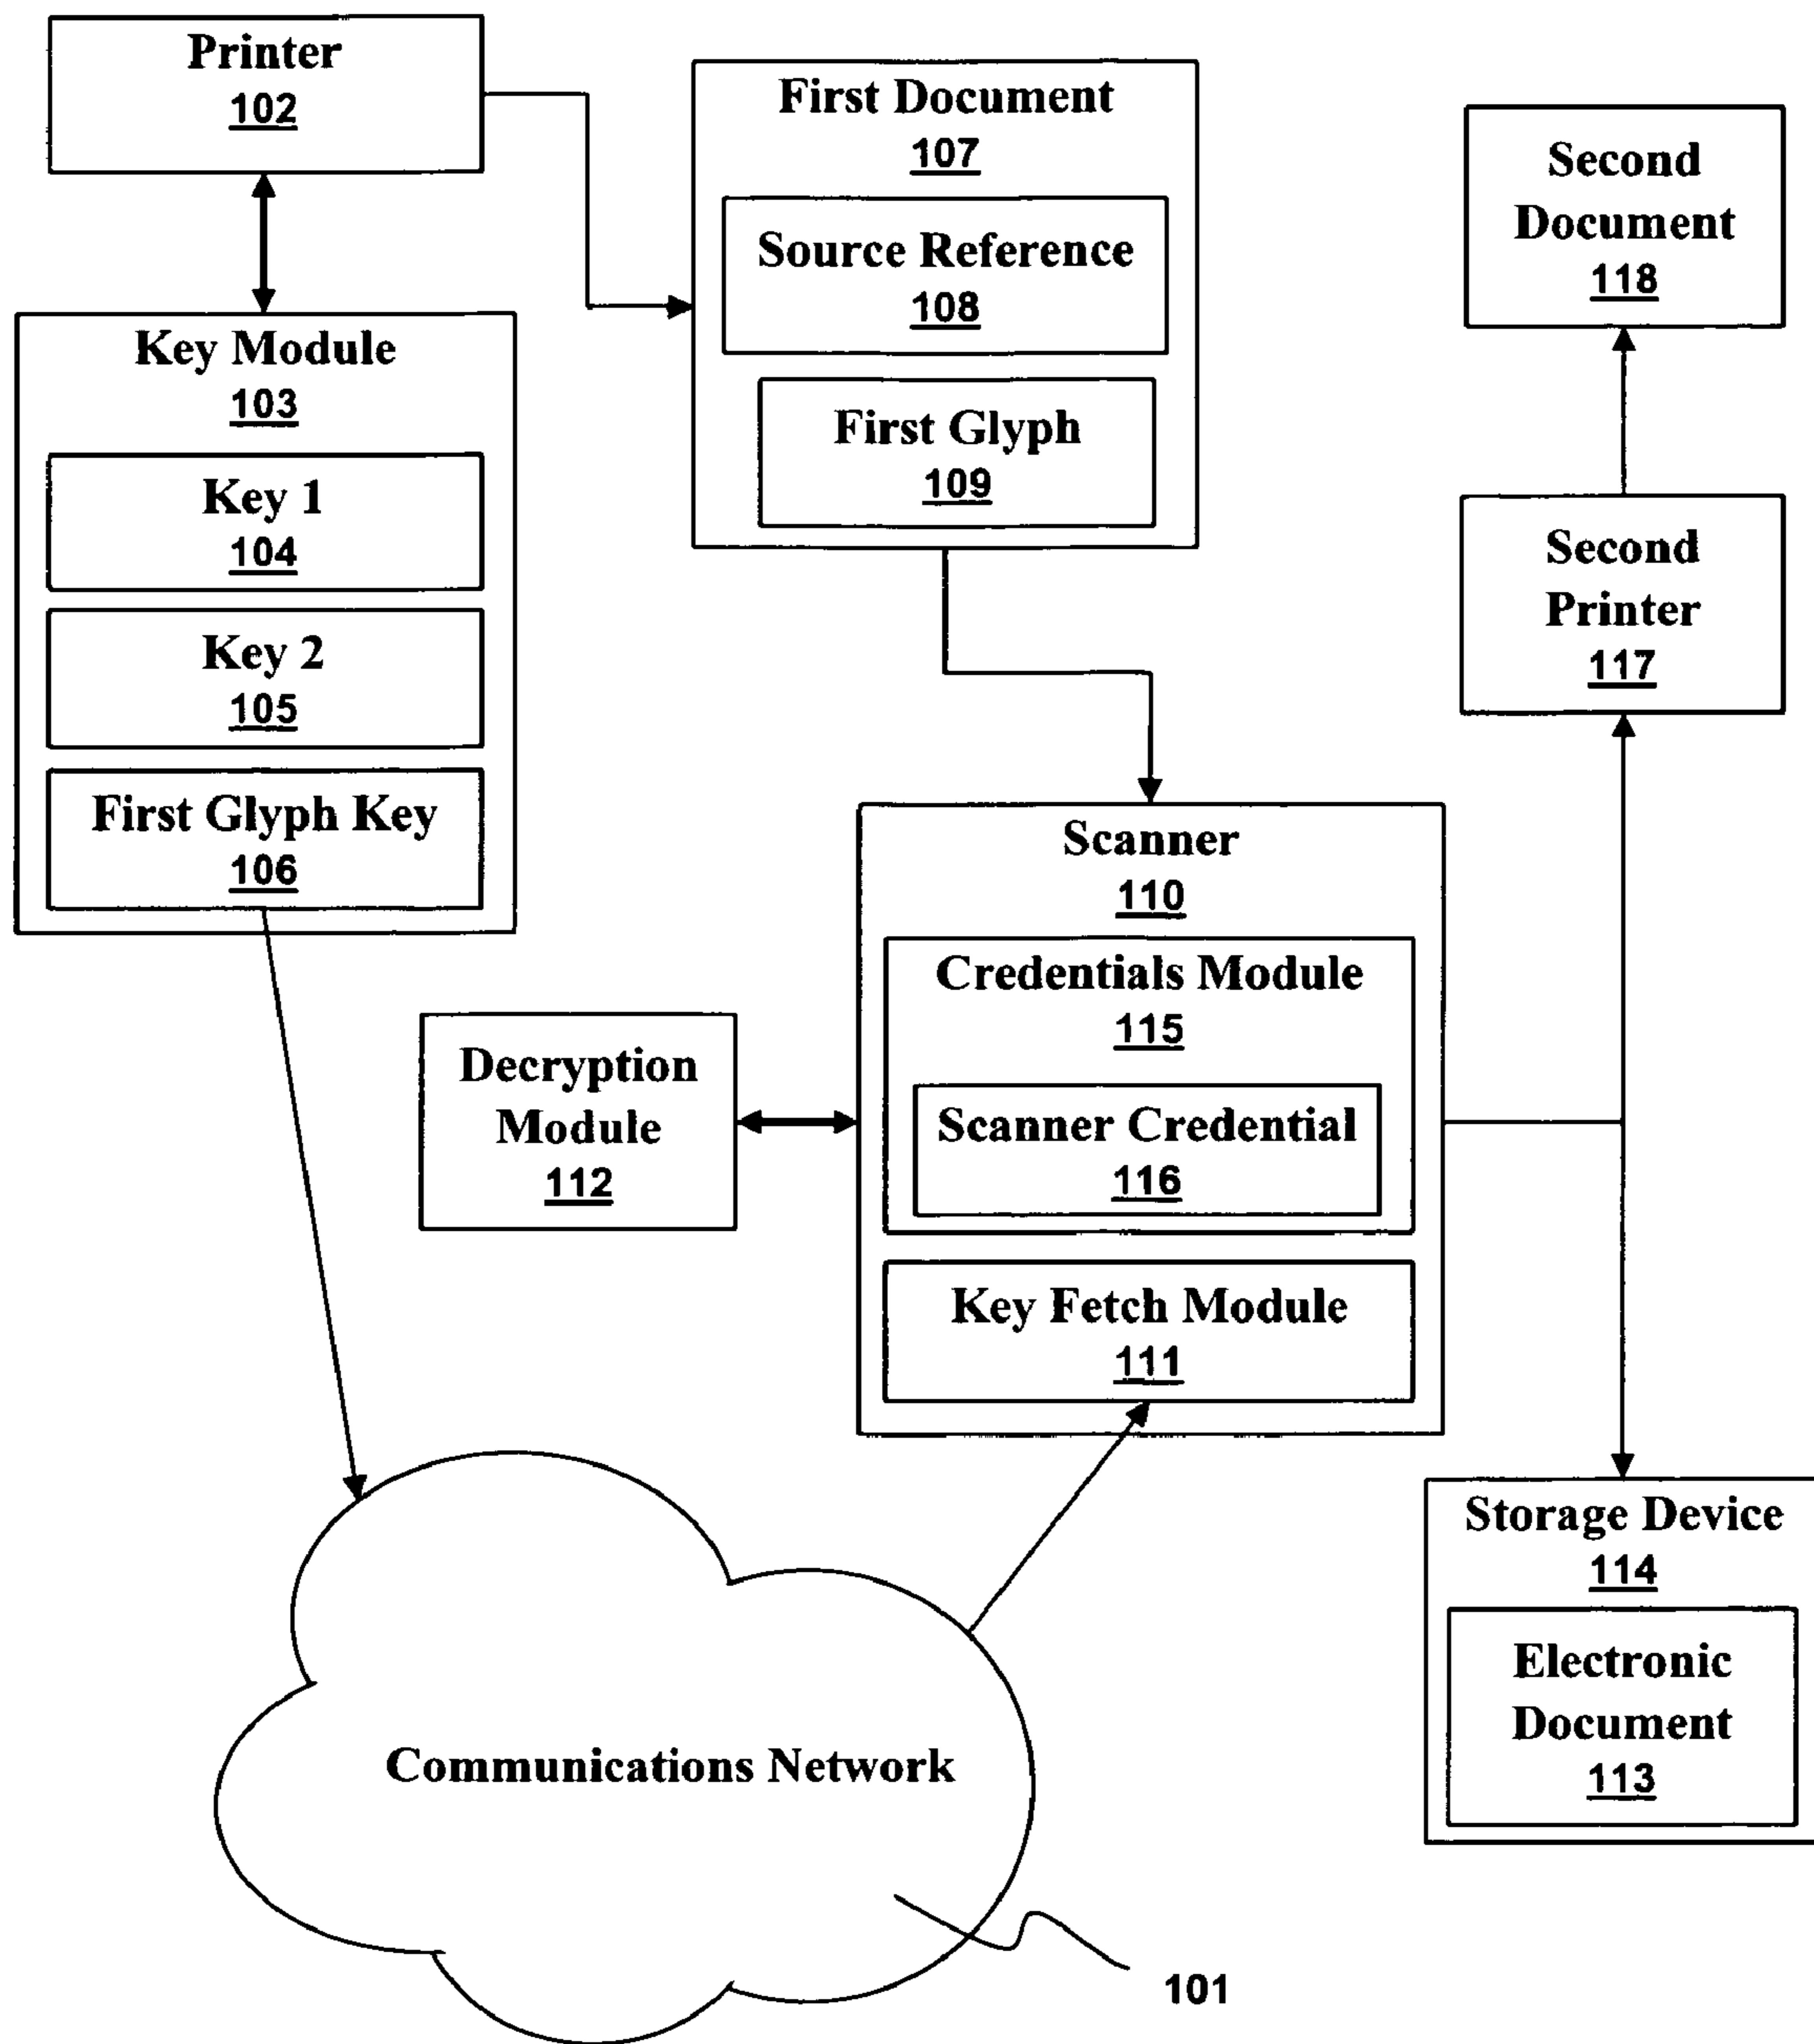 Printer
102
First Document
107
Source Reference
108
First Glyph
109
Second
Document
118
Key Module
103
Key 1
104
Key 2
105
First Glyph Key
106
Second
Printer
117
Scanner
110
Credentials Module
115
Scanner Credential
116
Key Fetch Module
111
Decryption
Module
112
Storage Device
114
Electronic
Document
113
Communications Network
101